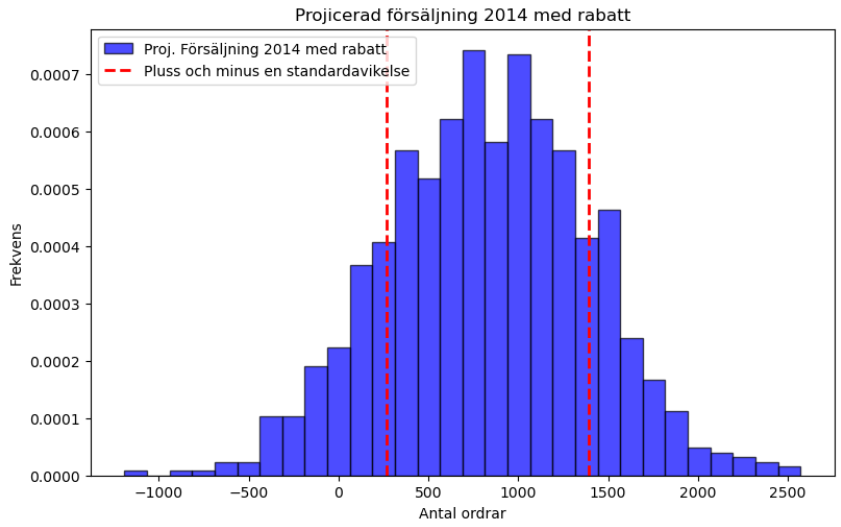 Projicerad försäljning 2014 med rabatt
Proj. Försäljning 2014 med rabatt
Pluss och minus en standardavikelse
0.0007
0.0006
0.0005
0.0004
0.0003
0.0002
0.0001
0.0000
Frekvens
−1000 −500 0 500 1000 1500 2000 2500
Antal ordrar